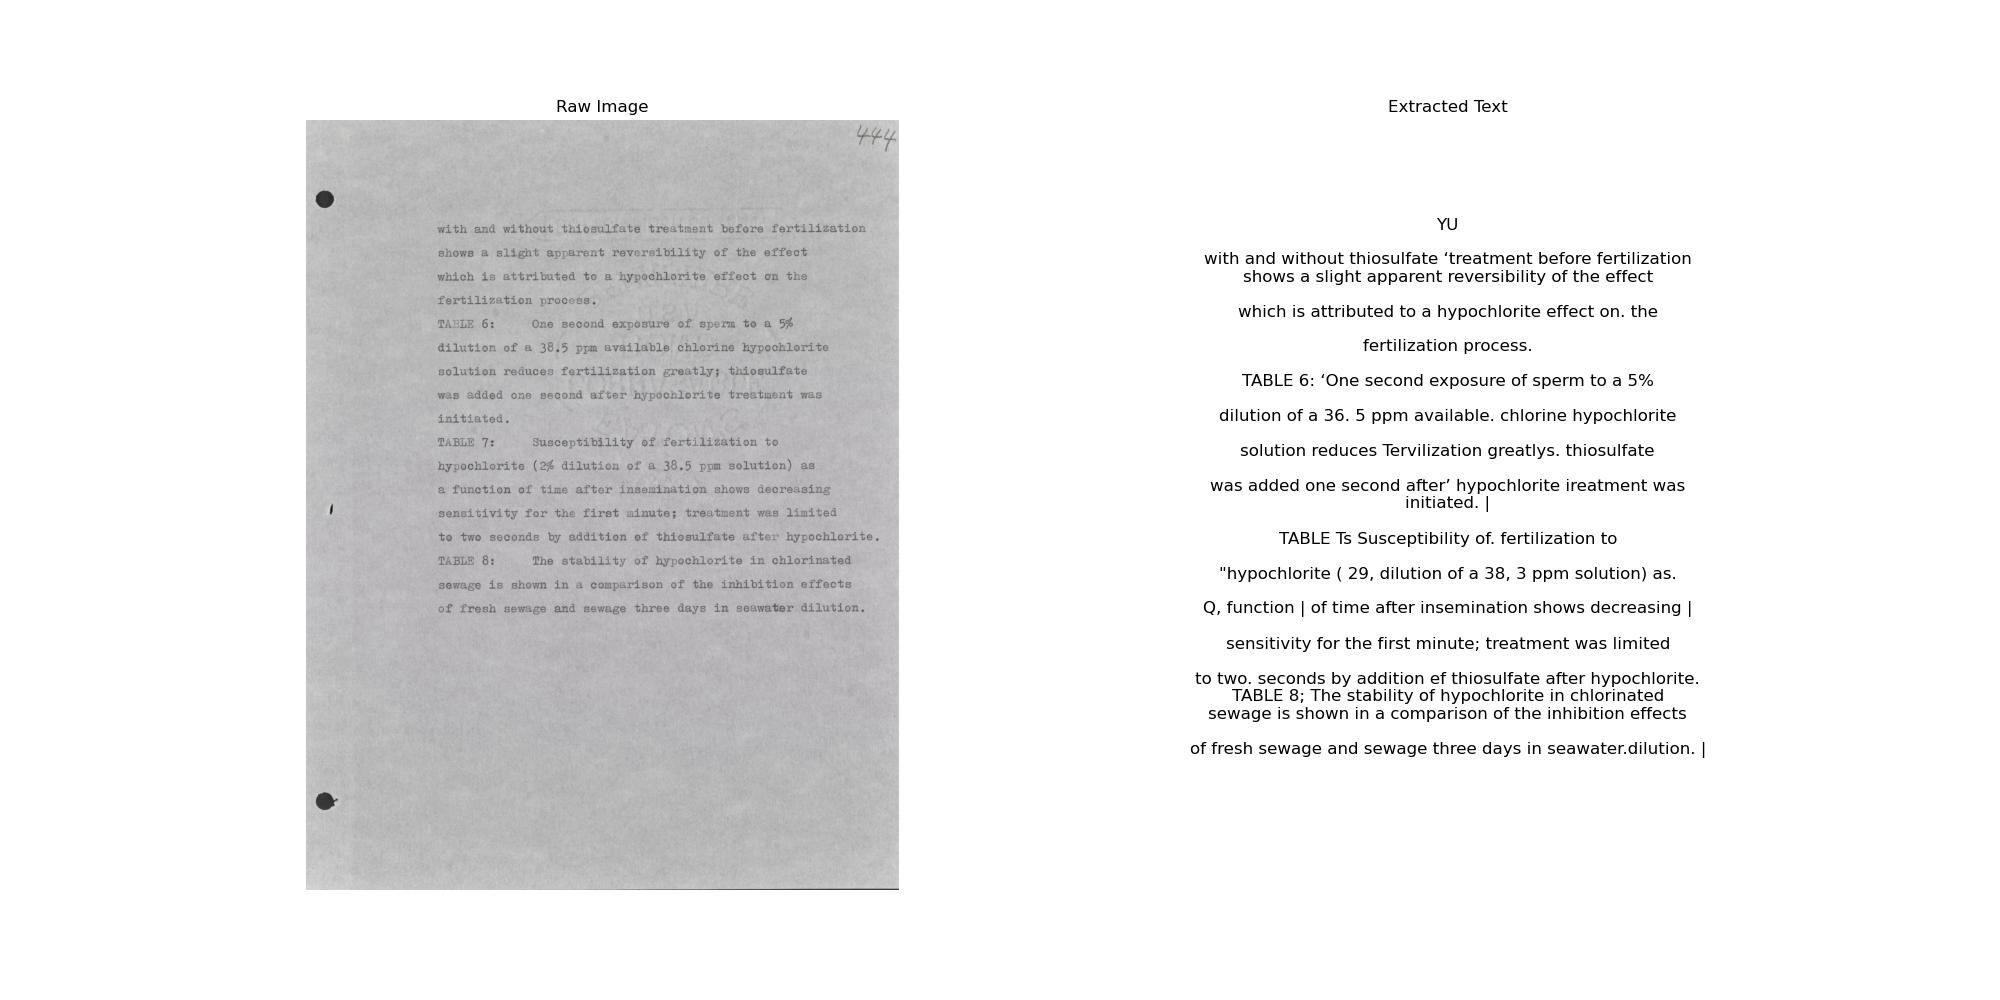 Raw Image
444
with and without thiosulfate treatment before fertilization
shows a slight apparent reversibility of the effect
which is attributed to a hypochlorite effect on the
fertilization process.
TABLE 6: One second exposure of sperm to a 5%
dilution of a 38.5 ppm available chlorine hypochlorite
solution reduces fertilization greatly; thiosulfate
was added one second after hypochlorite treatment was
initiated.
TABLE 7: Susceptibility of fertilization to
hypochlorite (2% dilution of a 38.5 ppm solution) as
a function of time after insemination shows decreasing
sensitivity for the first minute; treatment was limited
to two seconds by addition of thiosulfate after hypochlorite.
TABLE 8: The stability of hypochlorite in chlorinated
sewage is shown in a comparison of the inhibition effects
of fresh sewage and sewage three days in seawater dilution.
Extracted Text
YU
with and without thiosulfate ‘treatment before fertilization
shows a slight apparent reversibility of the effect
which is attributed to a hypochlorite effect on. the
fertilization process.
TABLE 6: ‘One second exposure of sperm to a 5%
dilution of a 36. 5 ppm available. chlorine hypochlorite
solution reduces Tervilization greatlys. thiosulfate
was added one second after’ hypochlorite ireatment was
initiated. |
TABLE Ts Susceptibility of. fertilization to
"hypochlorite ( 29, dilution of a 38, 3 ppm solution) as.
Q, function | of time after insemination shows decreasing |
sensitivity for the first minute; treatment was limited
to two. seconds by addition ef thiosulfate after hypochlorite.
TABLE 8; The stability of hypochlorite in chlorinated
sewage is shown in a comparison of the inhibition effects
of fresh sewage and sewage three days in seawater.dilution. |